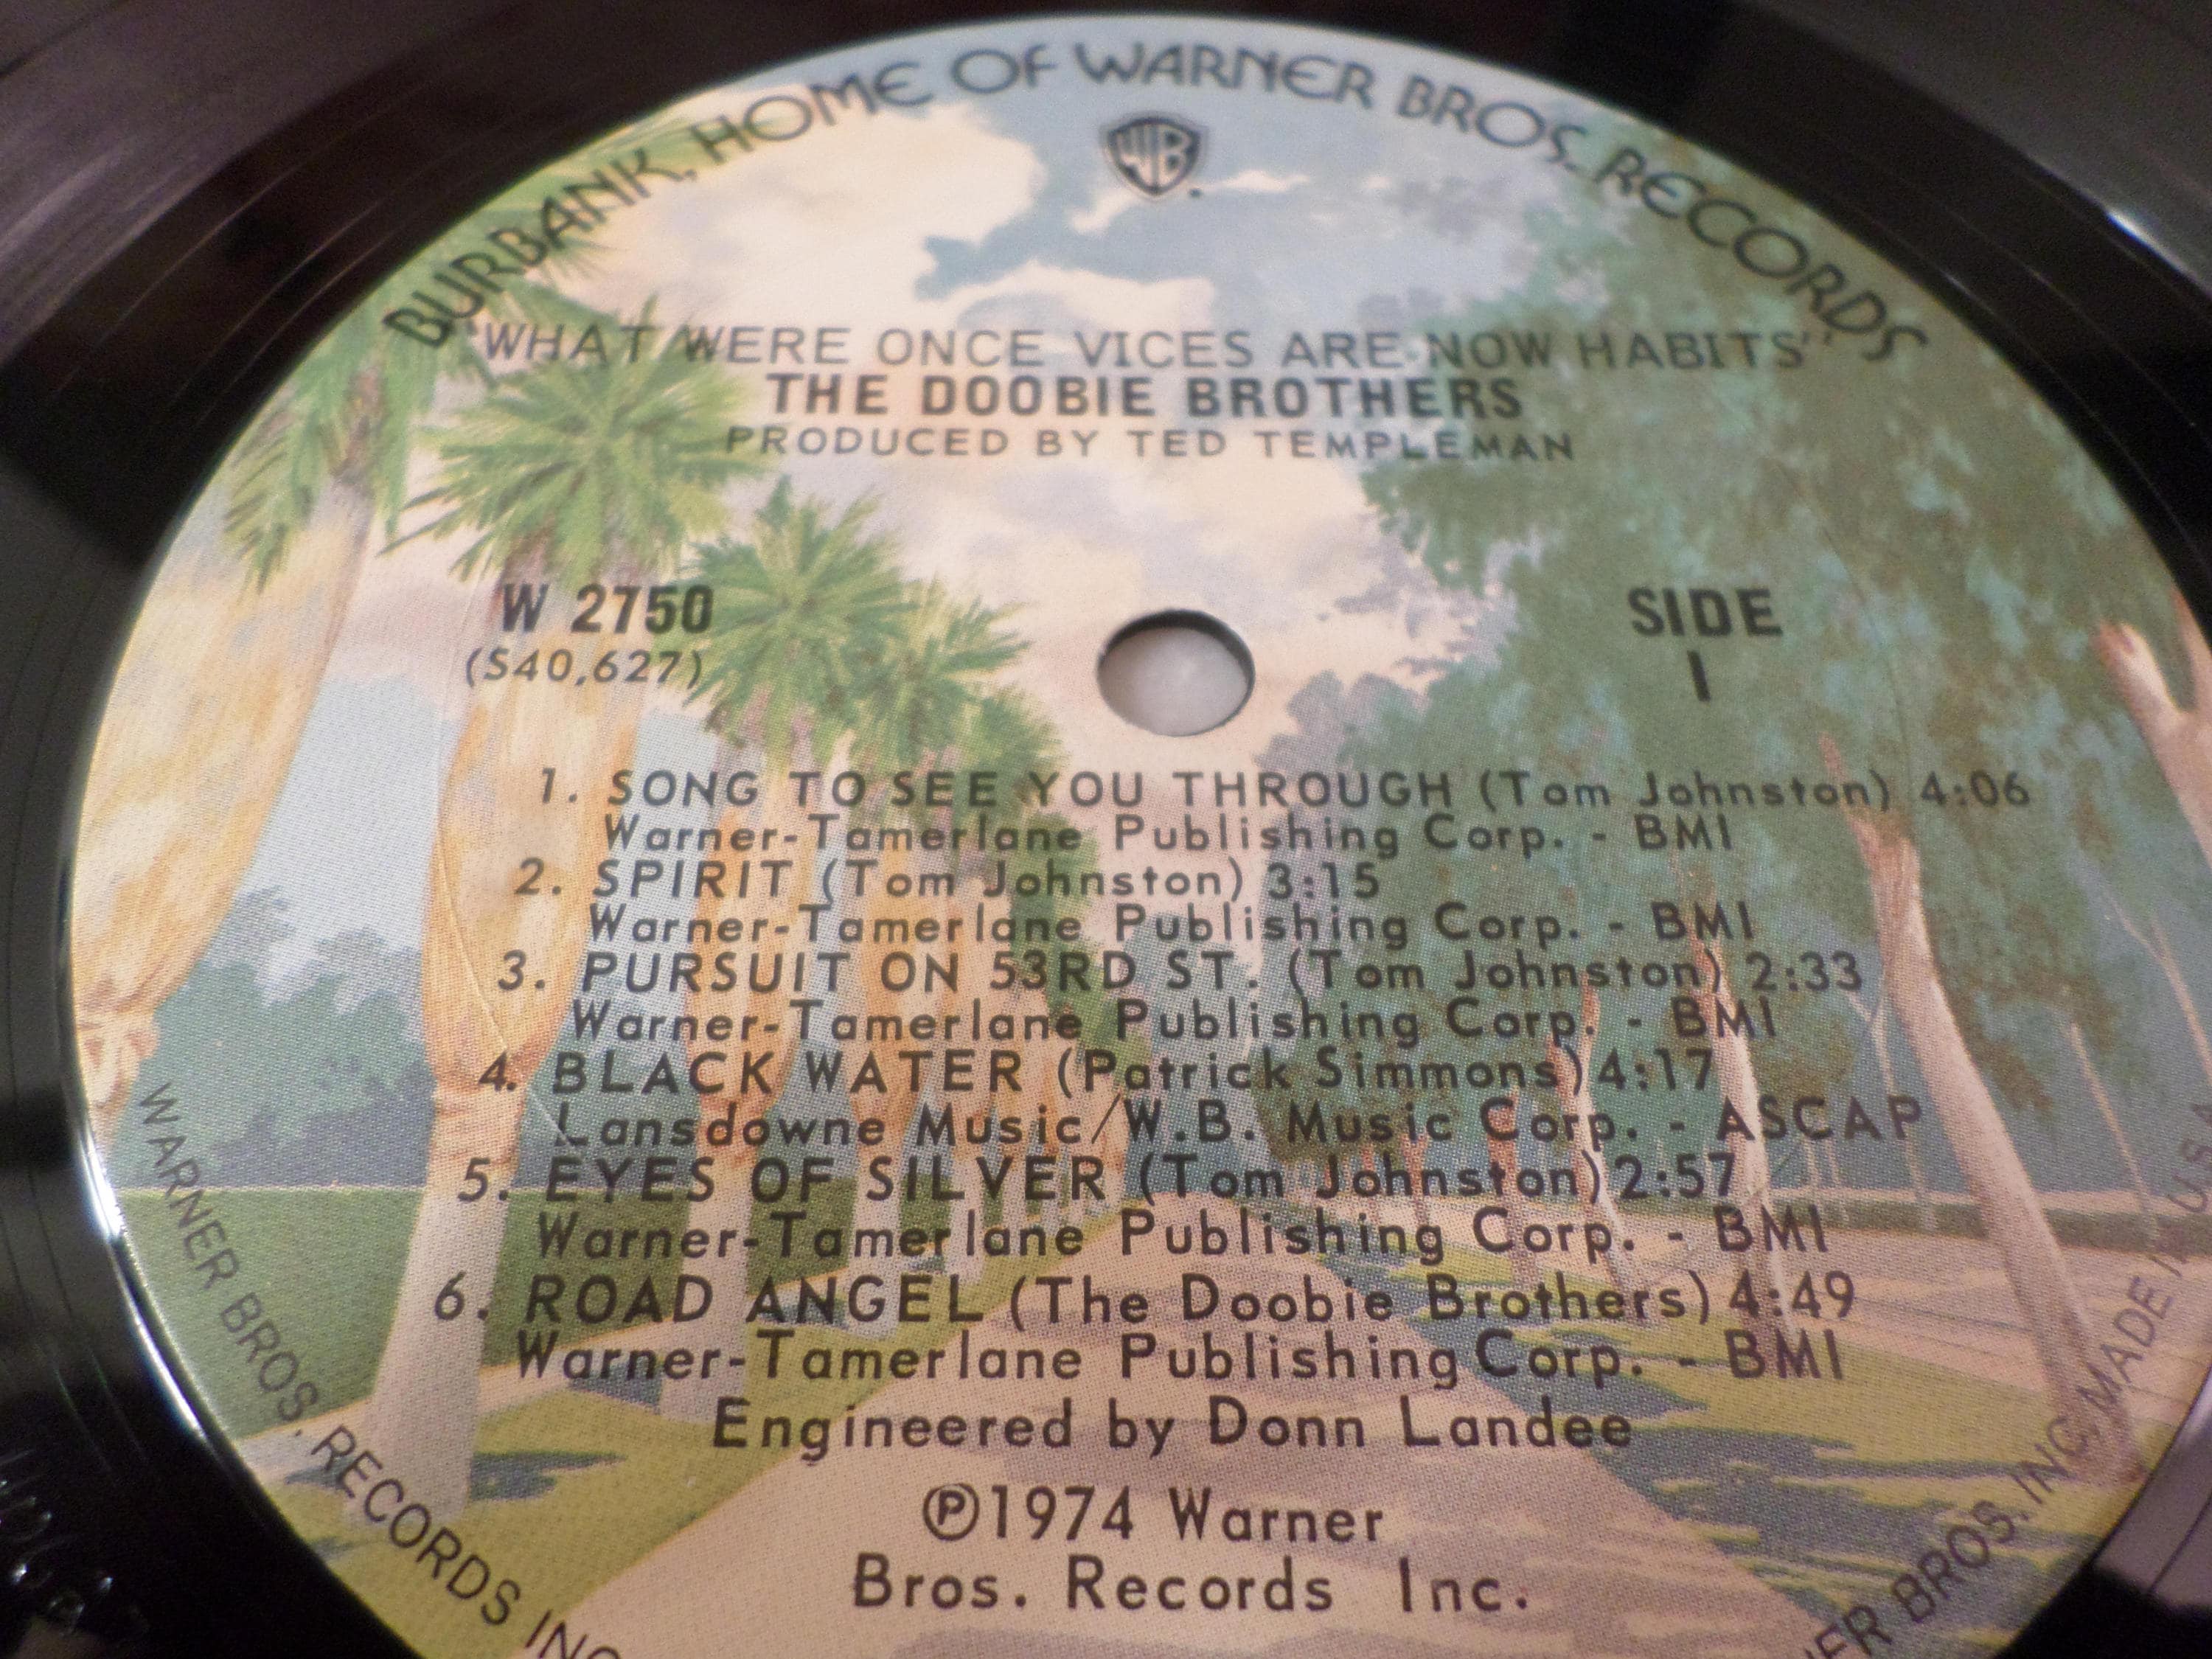 BURBANK, HOME OF WARNER BROS. RECORDS
WB
"WHAT WERE ONCE VICES ARE NOW HABITS"
THE DOOBIE BROTHERS
PRODUCED BY TED TEMPLEMAN
W 2750
(S40,627)
SIDE
1
1. SONG TO SEE YOU THROUGH (Tom Johnston) 4:06
Warner-Tamerlane Publishing Corp. - BMI
2. SPIRIT (Tom Johnston) 3:15
Warner-Tamerlane Publishing Corp. - BMI
3. PURSUIT ON 53RD ST. (Tom Johnston) 2:33
Warner-Tamerlane Publishing Corp. - BMI
4. BLACK WATER (Patrick Simmons) 4:17
Lansdowne Music/W.B. Music Corp. - ASCAP
5. EYES OF SILVER (Tom Johnston) 2:57
Warner-Tamerlane Publishing Corp. - BMI
6. ROAD ANGEL (The Doobie Brothers) 4:49
Warner-Tamerlane Publishing Corp. - BMI
Engineered by Donn Landee
℗1974 Warner
Bros. Records Inc.
WARNER BROS. RECORDS INC
BROS. INC, MADE IN U.S.A